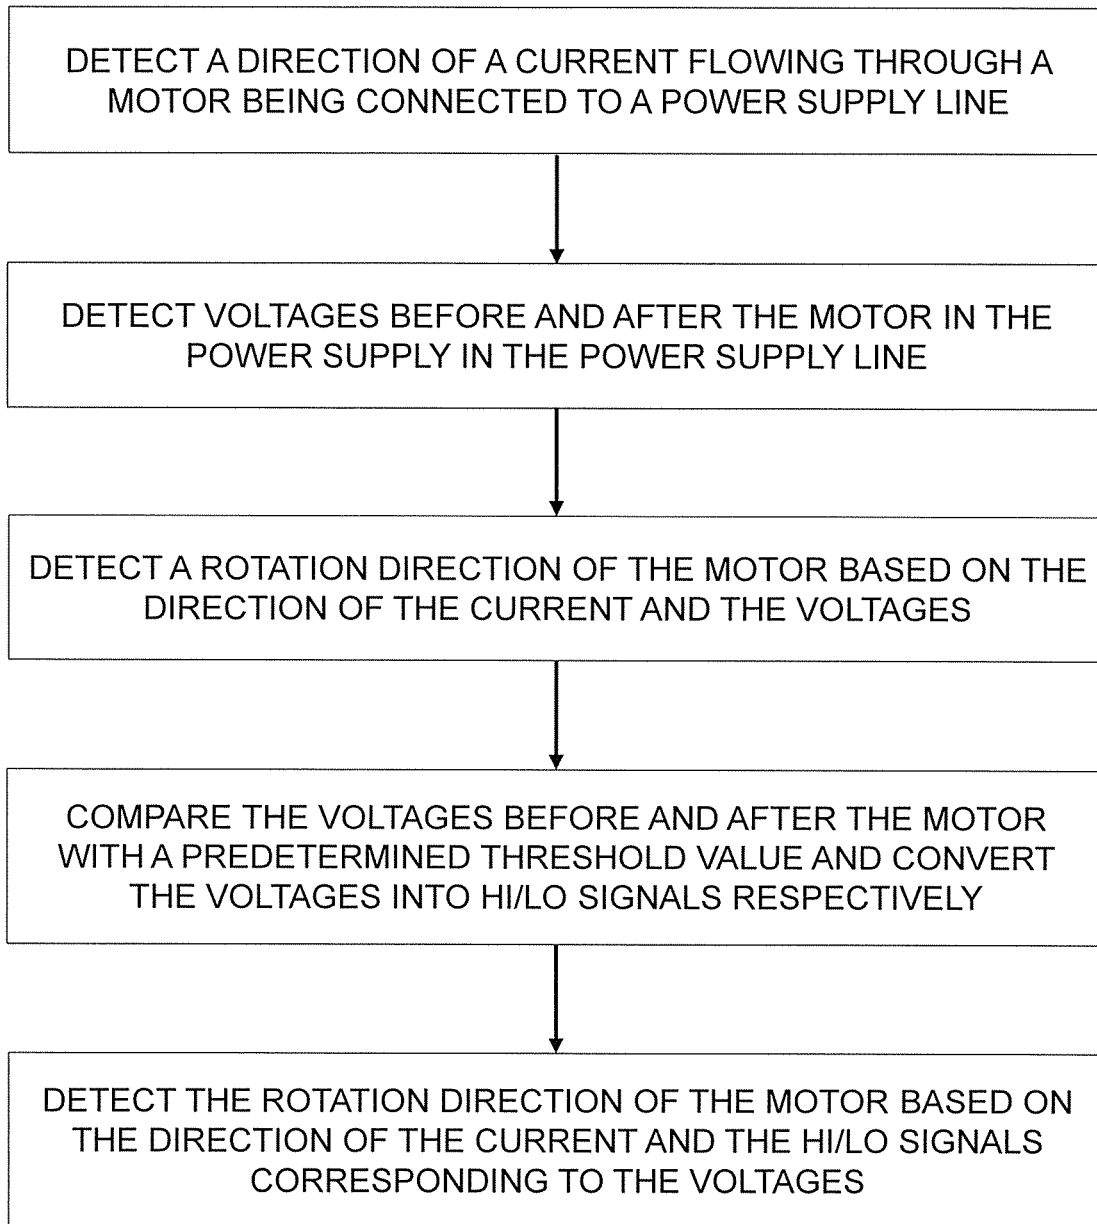 DETECT A DIRECTION OF A CURRENT FLOWING THROUGH A
MOTOR BEING CONNECTED TO A POWER SUPPLY LINE
DETECT VOLTAGES BEFORE AND AFTER THE MOTOR IN THE
POWER SUPPLY IN THE POWER SUPPLY LINE
DETECT A ROTATION DIRECTION OF THE MOTOR BASED ON THE
DIRECTION OF THE CURRENT AND THE VOLTAGES
COMPARE THE VOLTAGES BEFORE AND AFTER THE MOTOR
WITH A PREDETERMINED THRESHOLD VALUE AND CONVERT
THE VOLTAGES INTO HI/LO SIGNALS RESPECTIVELY
DETECT THE ROTATION DIRECTION OF THE MOTOR BASED ON
THE DIRECTION OF THE CURRENT AND THE HI/LO SIGNALS
CORRESPONDING TO THE VOLTAGES